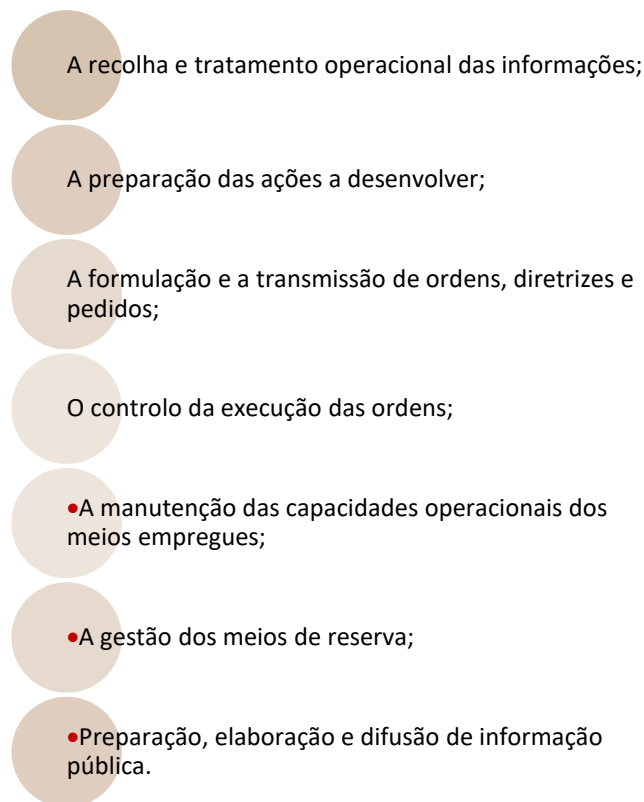 A recolha e tratamento operacional das informações;
A preparação das ações a desenvolver;
A formulação e a transmissão de ordens, diretrizes e
pedidos;
O controlo da execução das ordens;
•A manutenção das capacidades operacionais dos
meios empregues;
•A gestão dos meios de reserva;
•Preparação, elaboração e difusão de informação
pública.